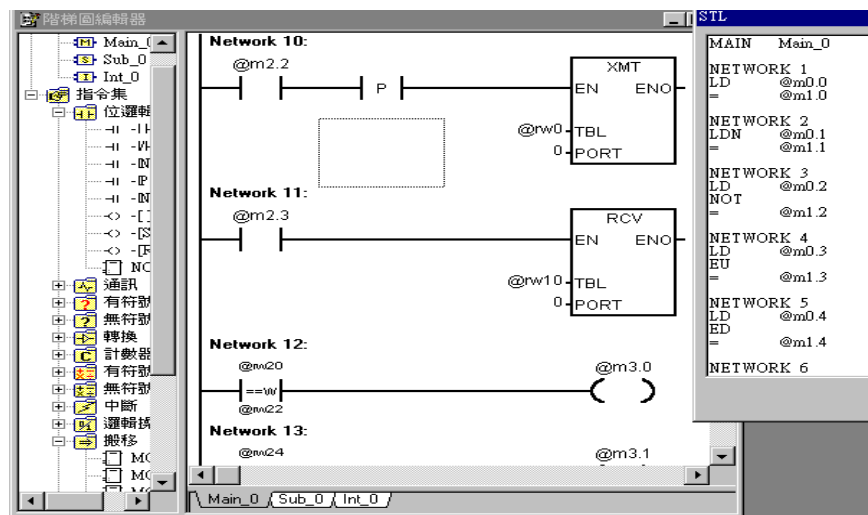 階梯圖編輯器
Main_0
Sub_0
Int_0
指令集
位邏輯
通訊
有符號
無符號
轉換
計數器
有符號
無符號
中斷
邏輯
搬移
Network 10:
@m2.2
P
XMT
EN ENO
@rw0 TBL
0 PORT
Network 11:
@m2.3
RCV
EN ENO
@rw10 TBL
0 PORT
Network 12:
@rw20
==W
@rw22
@m3.0
Network 13:
@rw24
@m3.1
Main_0 Sub_0 Int_0
STL
MAIN Main_0
NETWORK 1
LD @m0.0
= @m1.0
NETWORK 2
LDN @m0.1
= @m1.1
NETWORK 3
LD @m0.2
NOT
= @m1.2
NETWORK 4
LD @m0.3
EU
= @m1.3
NETWORK 5
LD @m0.4
ED
= @m1.4
NETWORK 6